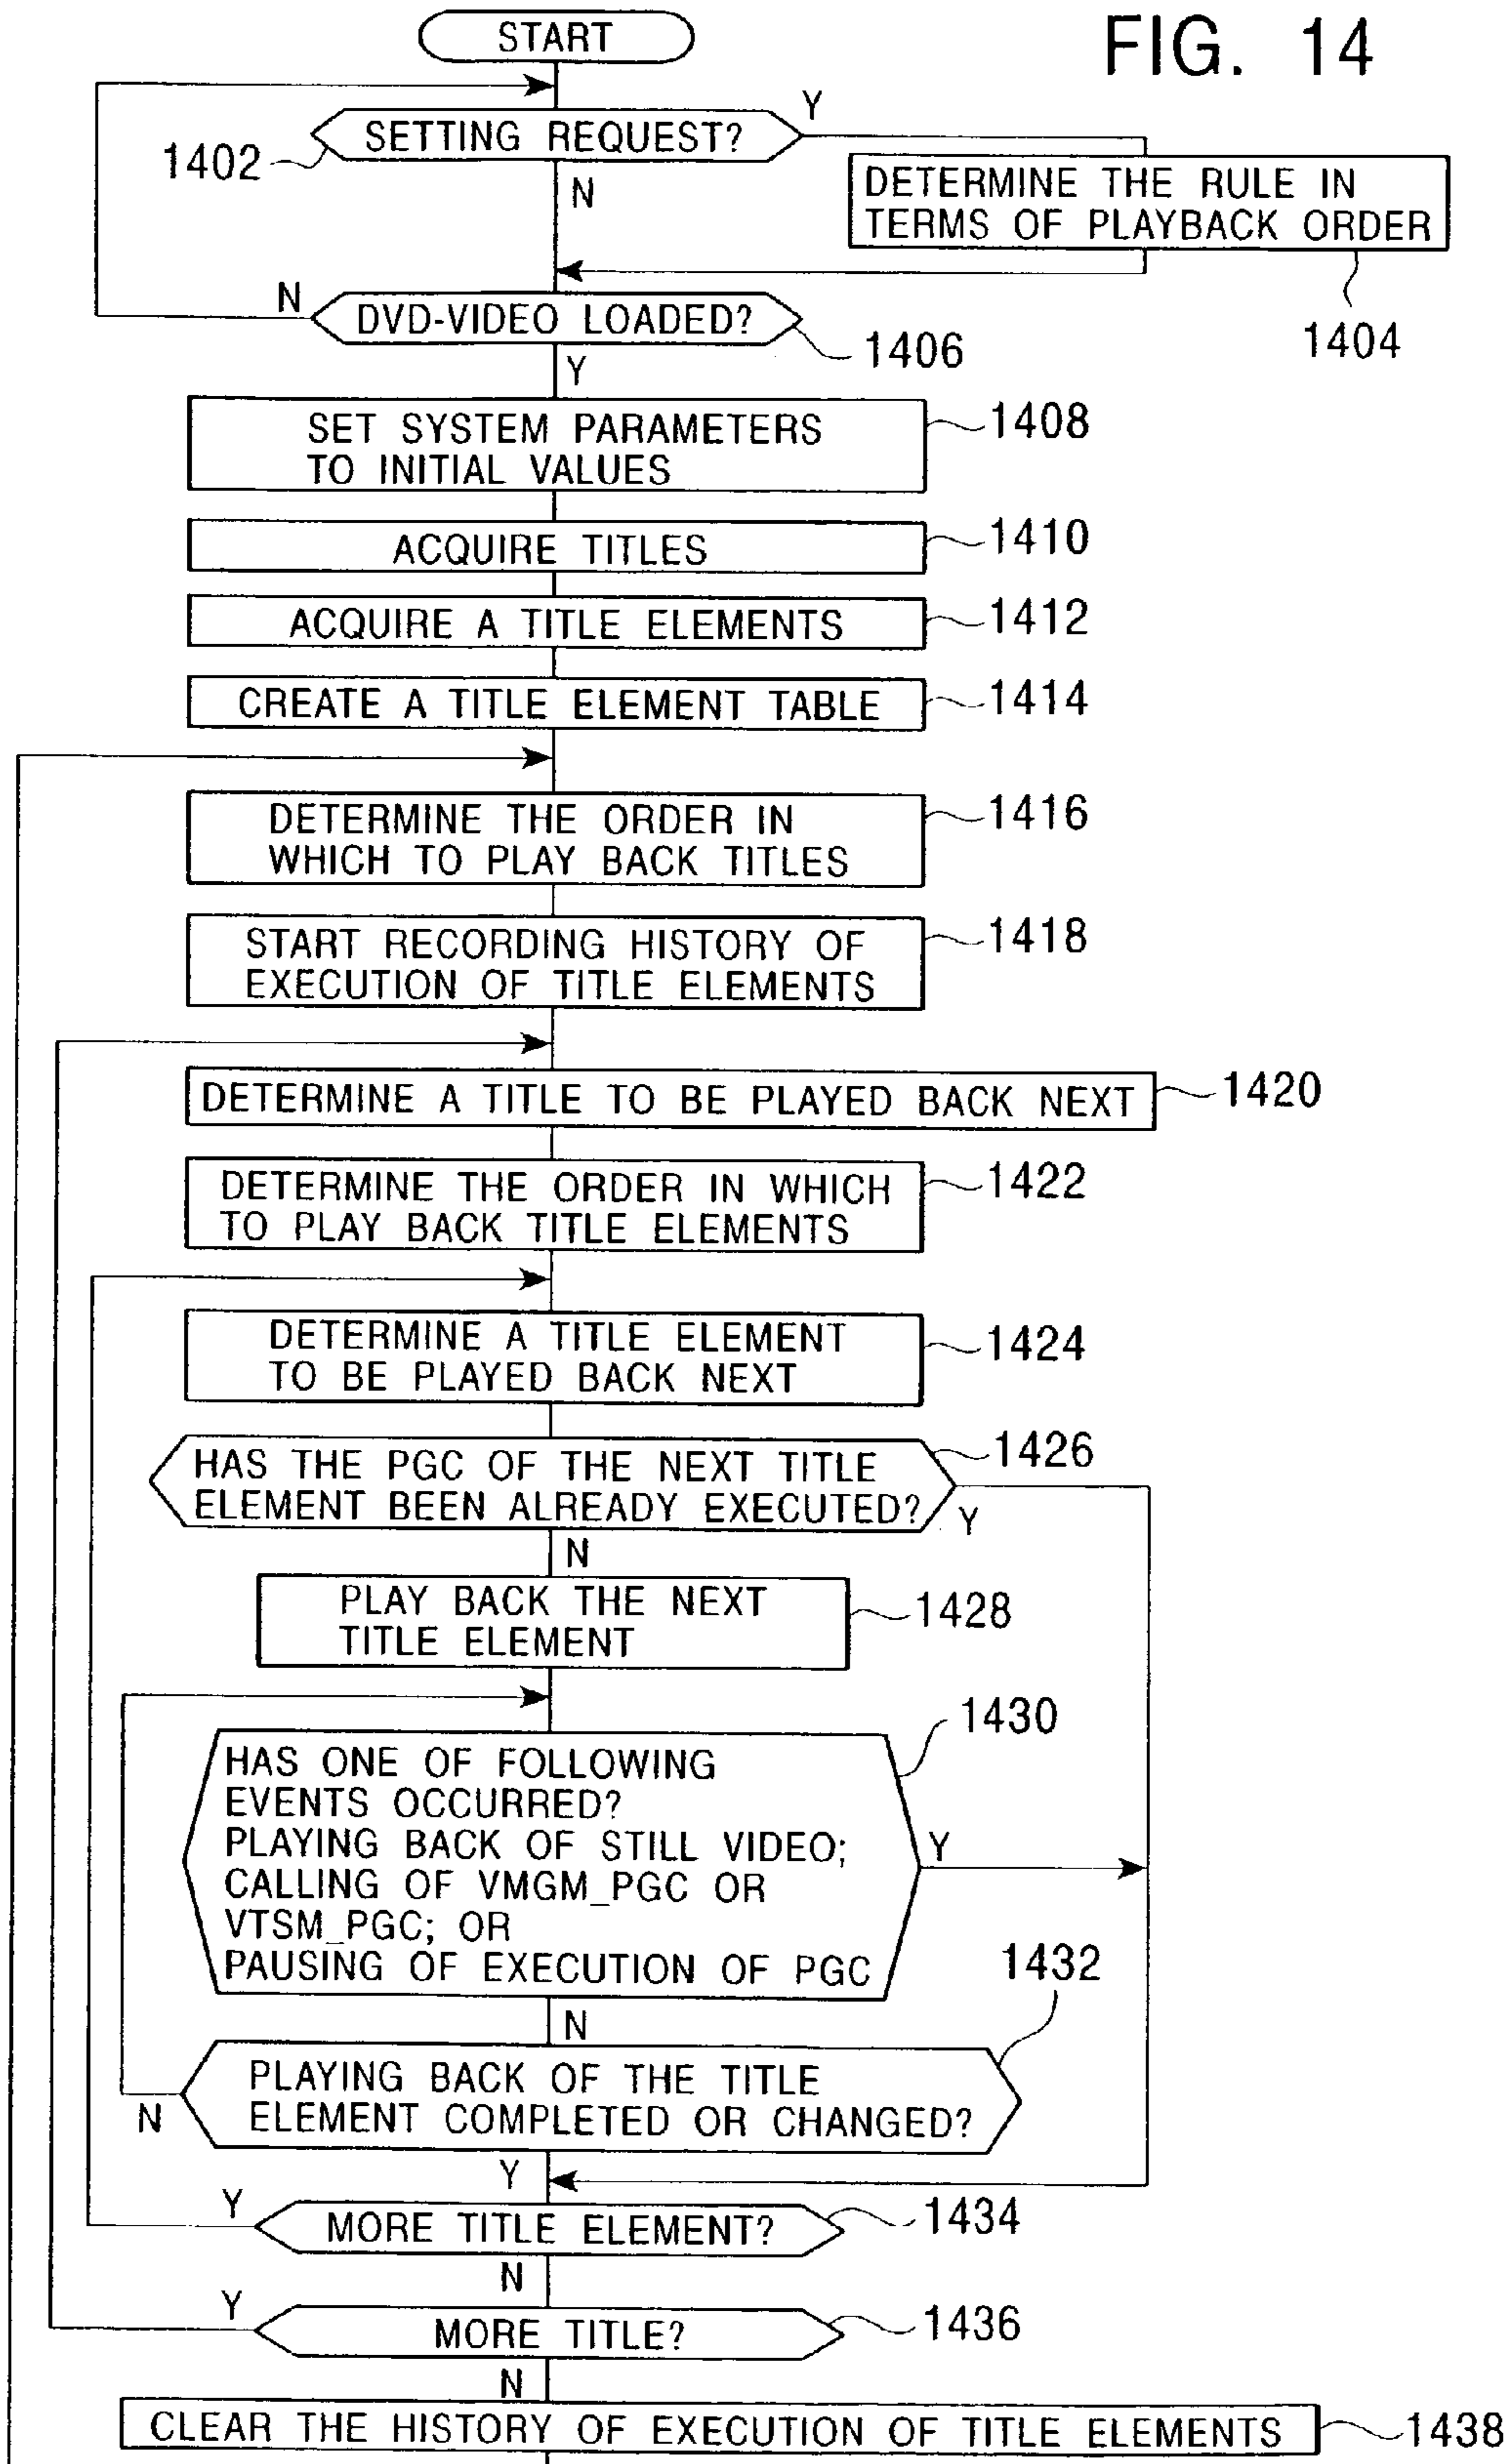 START
FIG. 14
Y
SETTING REQUEST?
1402
N
DETERMINE THE RULE IN
TERMS OF PLAYBACK ORDER
1404
N
DVD-VIDEO LOADED?
1406
Y
SET SYSTEM PARAMETERS
TO INITIAL VALUES
1408
ACQUIRE TITLES
1410
ACQUIRE A TITLE ELEMENTS
1412
CREATE A TITLE ELEMENT TABLE
1414
DETERMINE THE ORDER IN
WHICH TO PLAY BACK TITLES
1416
START RECORDING HISTORY OF
EXECUTION OF TITLE ELEMENTS
1418
DETERMINE A TITLE TO BE PLAYED BACK NEXT
1420
DETERMINE THE ORDER IN WHICH
TO PLAY BACK TITLE ELEMENTS
1422
DETERMINE A TITLE ELEMENT
TO BE PLAYED BACK NEXT
1424
HAS THE PGC OF THE NEXT TITLE
ELEMENT BEEN ALREADY EXECUTED?
1426
Y
N
PLAY BACK THE NEXT
TITLE ELEMENT
1428
1430
HAS ONE OF FOLLOWING
EVENTS OCCURRED?
PLAYING BACK OF STILL VIDEO;
CALLING OF VMGM_PGC OR
VTSM_PGC; OR
PAUSING OF EXECUTION OF PGC
Y
1432
N
PLAYING BACK OF THE TITLE
ELEMENT COMPLETED OR CHANGED?
N
Y
Y
MORE TITLE ELEMENT?
1434
N
Y
MORE TITLE?
1436
N
CLEAR THE HISTORY OF EXECUTION OF TITLE ELEMENTS
1438